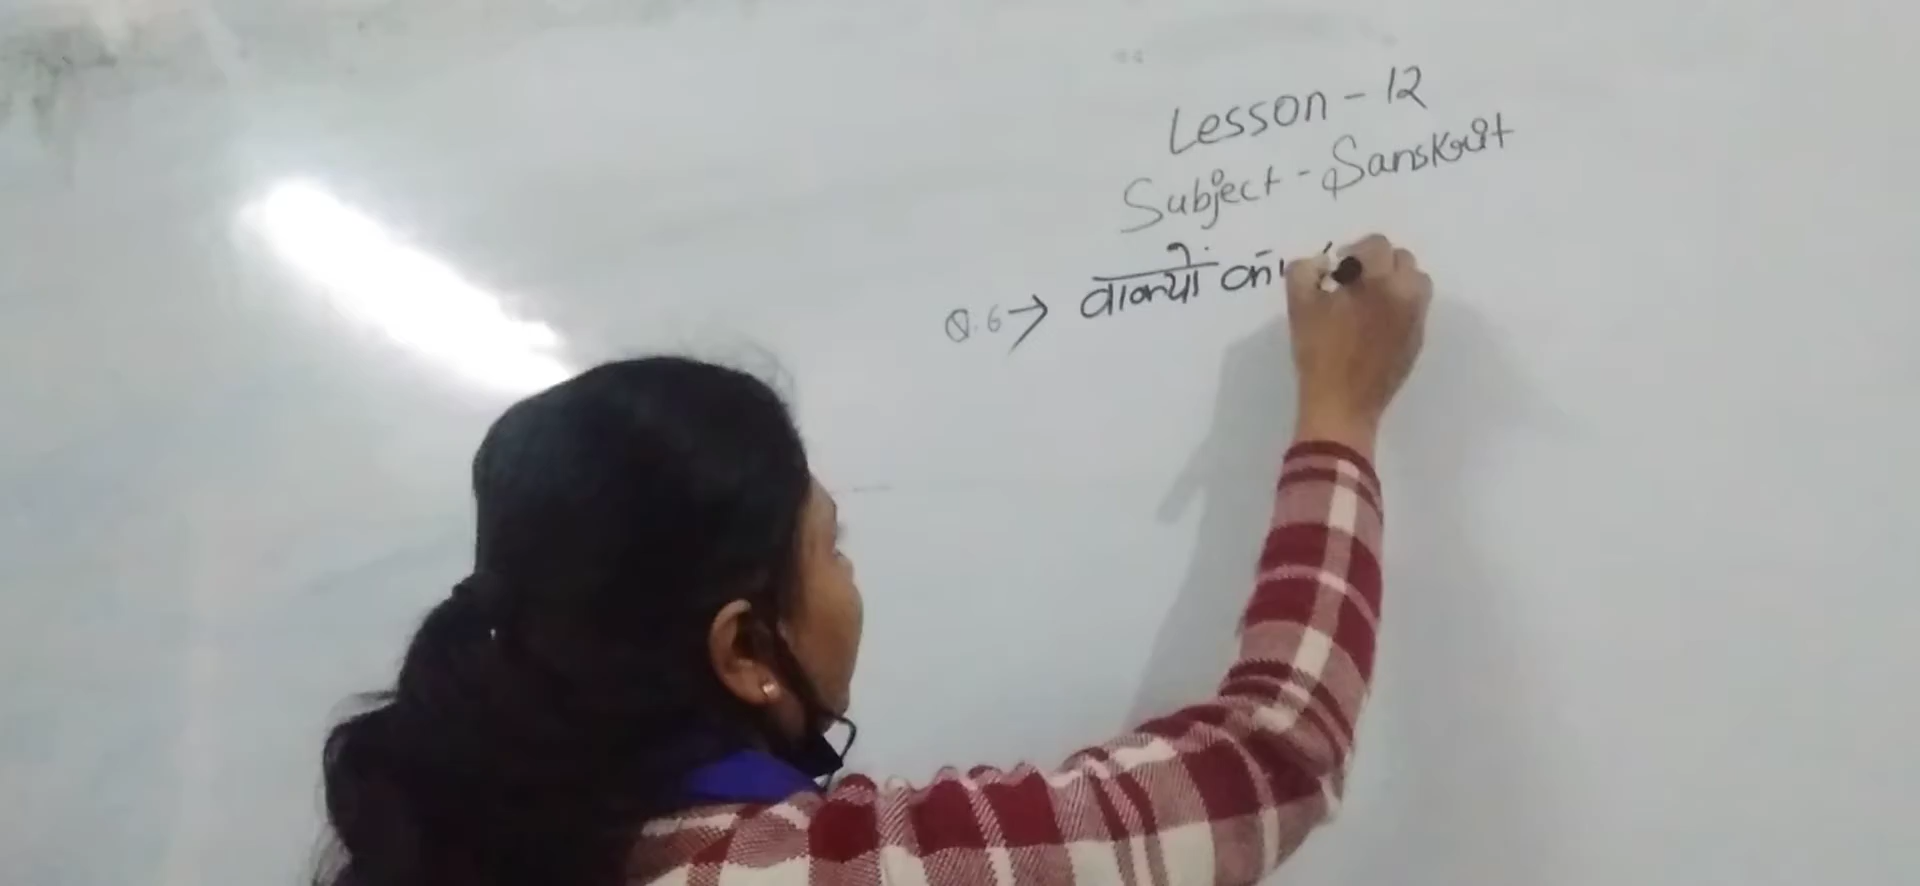 Lesson - 12
Subject - Sanskrit
Q.6 → वाक्यों का